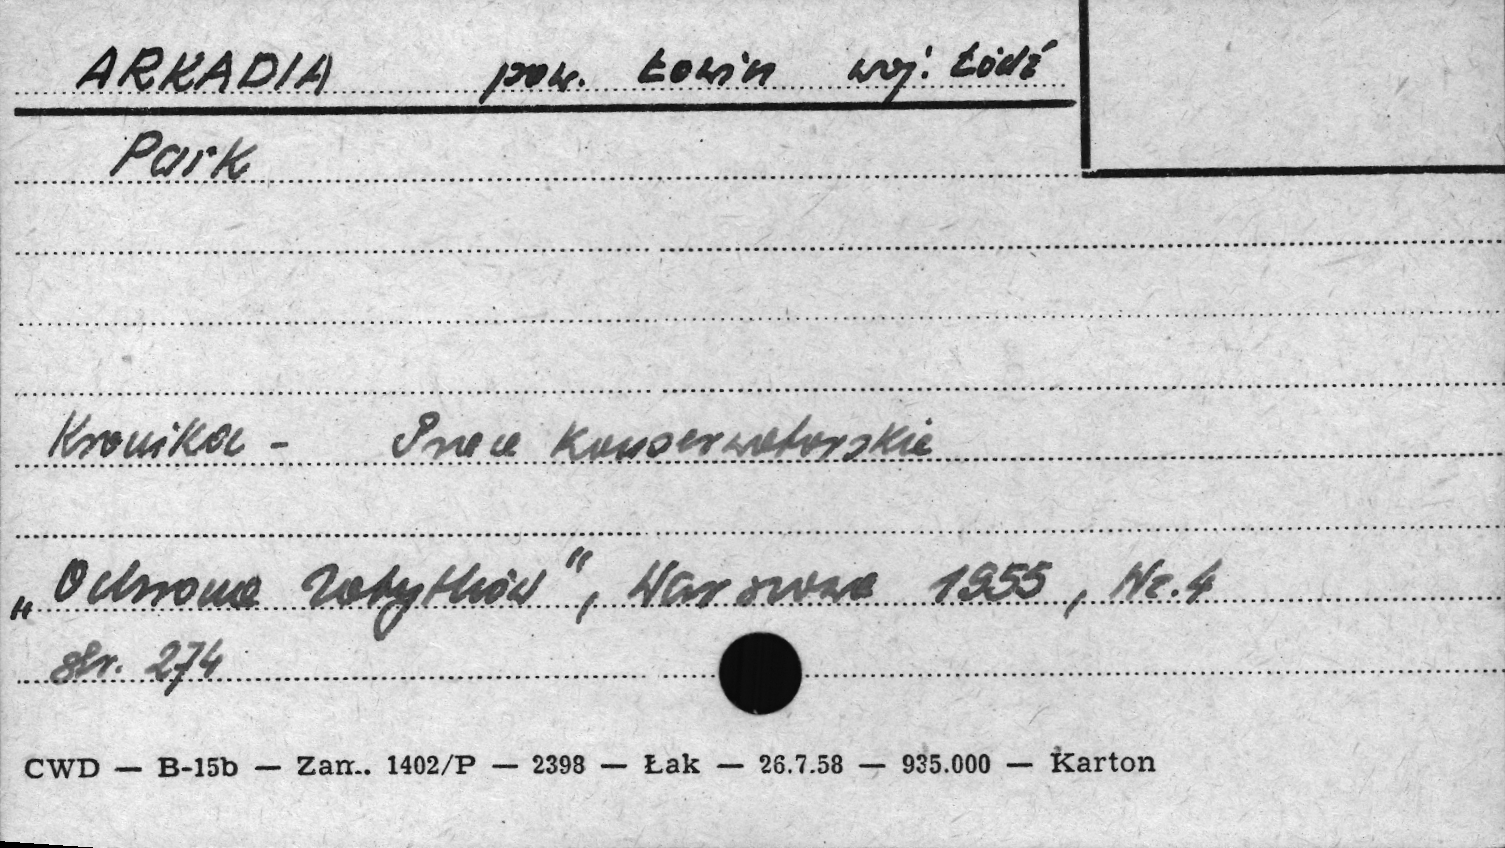 ARKADIA pow. Łowicz woj. Łódź
Park
Kronika - Prace Konserwatorskie
„Ochrona Zabytków", Warszawa 1955, Nr. 4
str. 274
CWD — B-15b — Zam.. 1402/P — 2398 — Łak — 26.7.58 — 935.000 — Karton